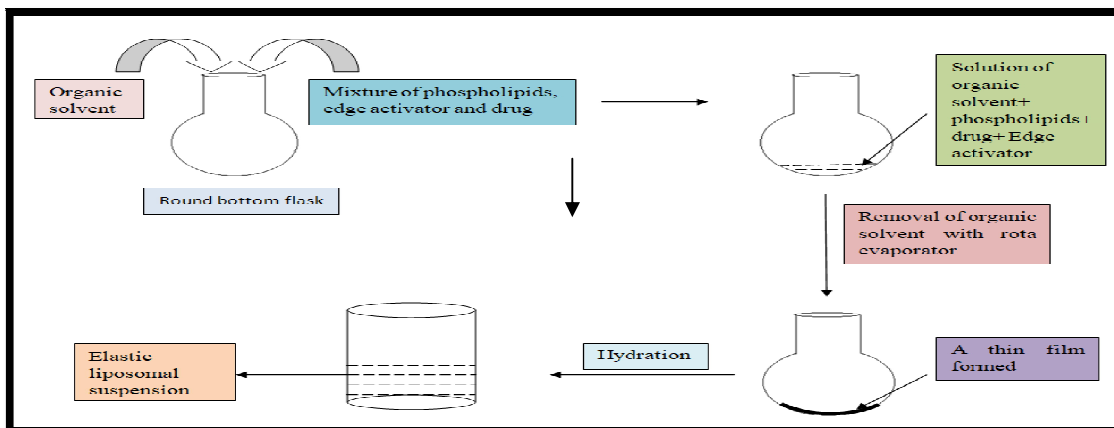 Organic
solvent
Mixture of phospholipids,
edge activator and drug
Solution of
organic
solvent+
phospholipids+
drug+ Edge
activator
Round bottom flask
Removal of organic
solvent with rota
evaporator
Elastic
liposomal
suspension
Hydration
A thin film
formed